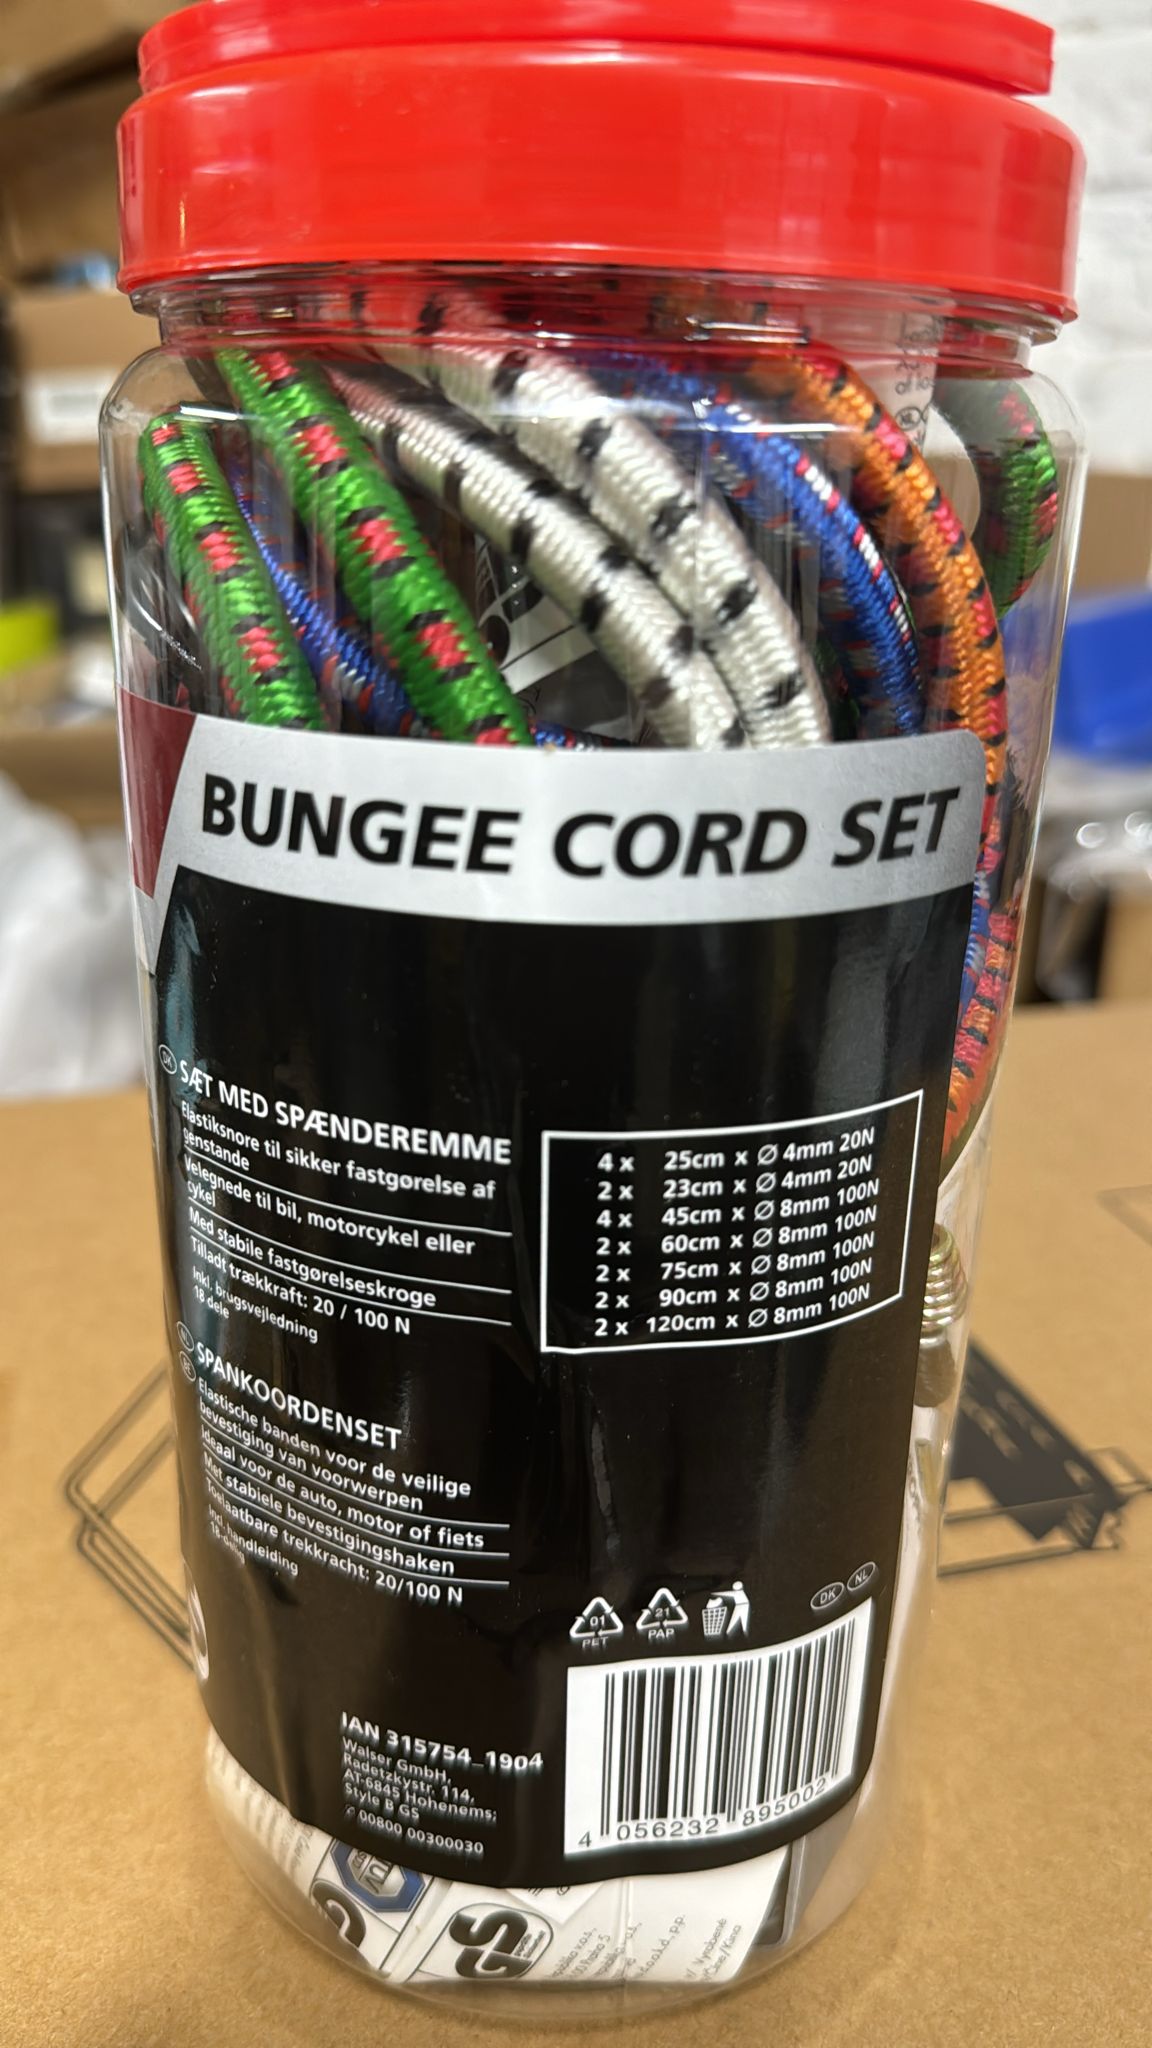 BUNGEE CORD SET
DK SÆT MED SPÆNDEREMME
Elastiksnore til sikker fastgørelse af
genstande
Velegnede til bil, motorcykel eller
cykel
Med stabile fastgørelseskroge
Tilladt trækkraft: 20 / 100 N
Inkl. brugsvejledning
18 dele
NL BE SPANKOORDENSET
Elastische banden voor de veilige
bevestiging van voorwerpen
Ideaal voor de auto, motor of fiets
Met stabiele bevestigingshaken
Toelaatbare trekkracht: 20/100 N
Incl. handleiding
18-delig
4 x 25cm x Ø 4mm 20N
2 x 23cm x Ø 4mm 20N
4 x 45cm x Ø 8mm 100N
2 x 60cm x Ø 8mm 100N
2 x 75cm x Ø 8mm 100N
2 x 90cm x Ø 8mm 100N
2 x 120cm x Ø 8mm 100N
01 21
PET PAP
DK NL
IAN 315754_1904
Walser GmbH,
Radetzkystr. 114,
AT-6845 Hohenems;
Style B GS
00800 00300030
4 056232 895002
TÜV
GS